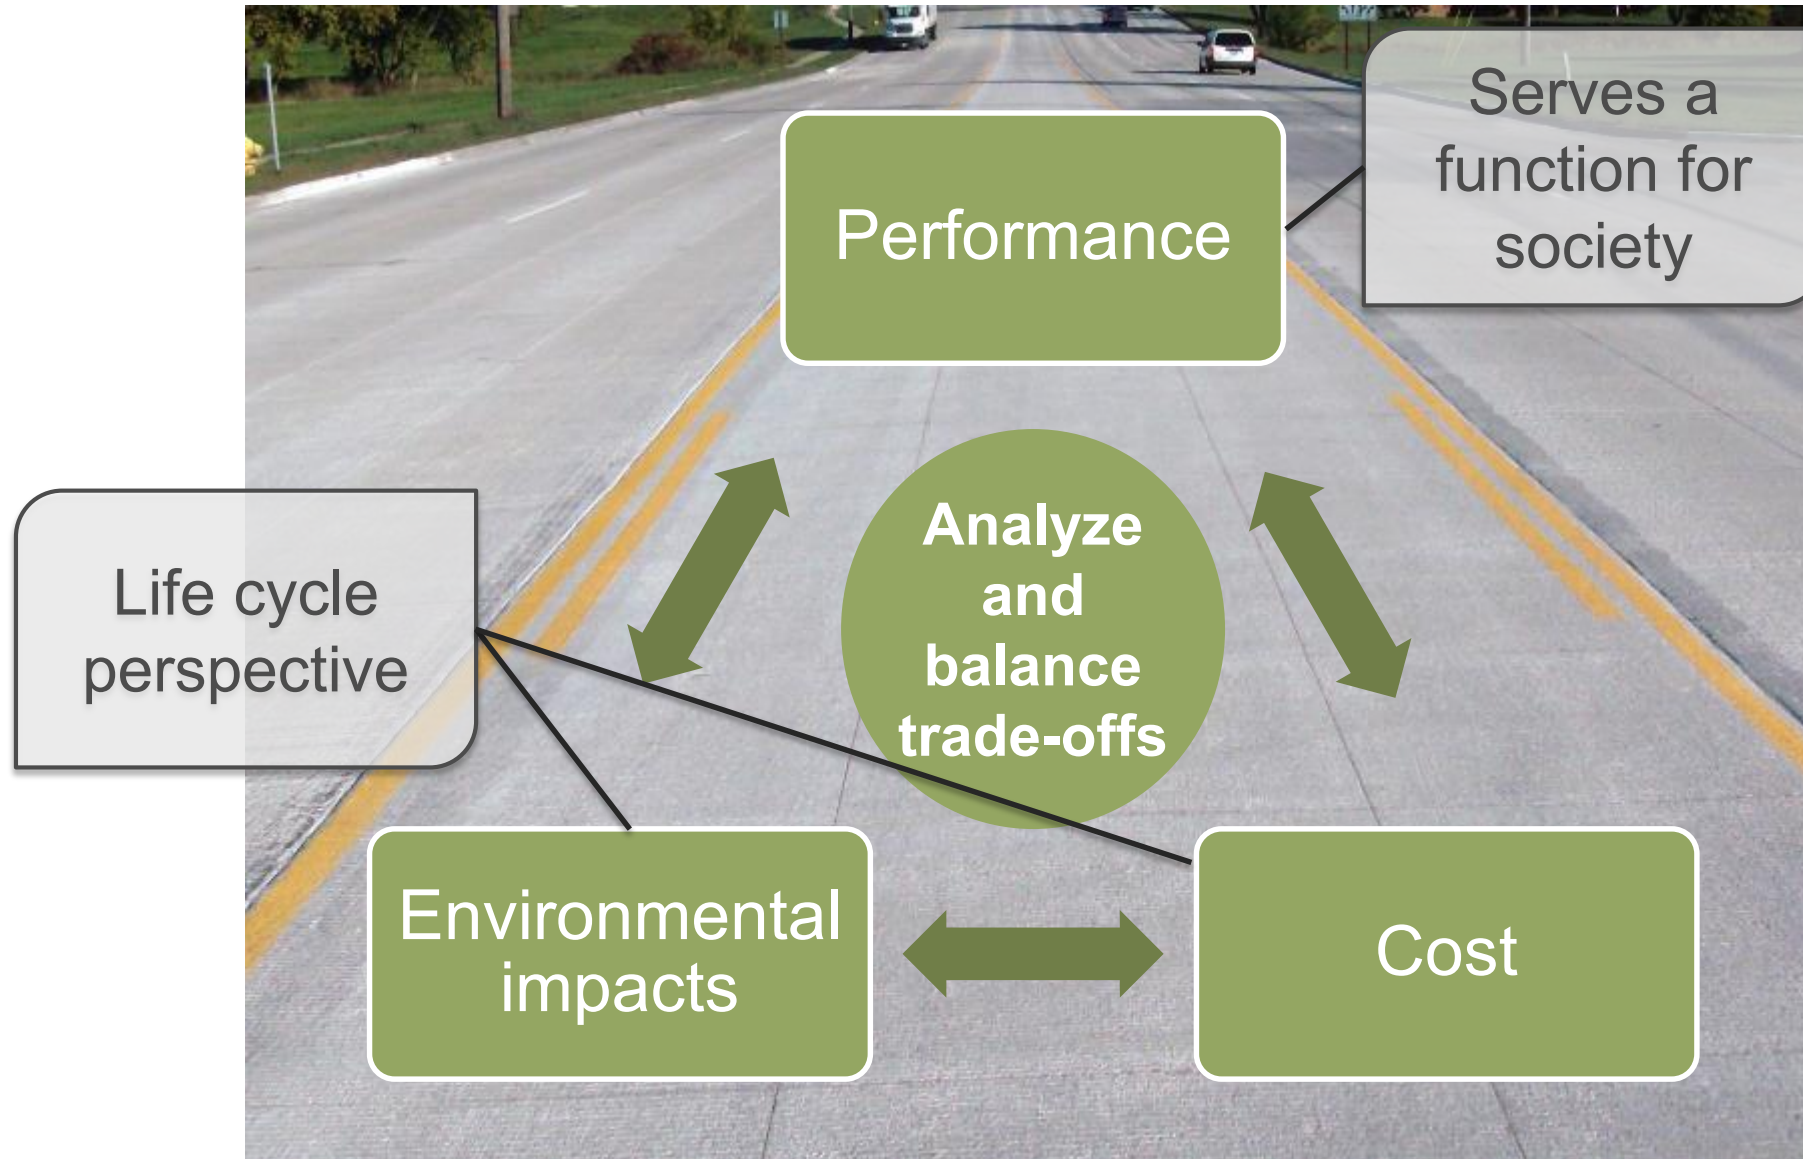 Serves a
function for
society
Performance
Analyze
and
balance
trade-offs
Life cycle
perspective
Environmental
impacts
Cost